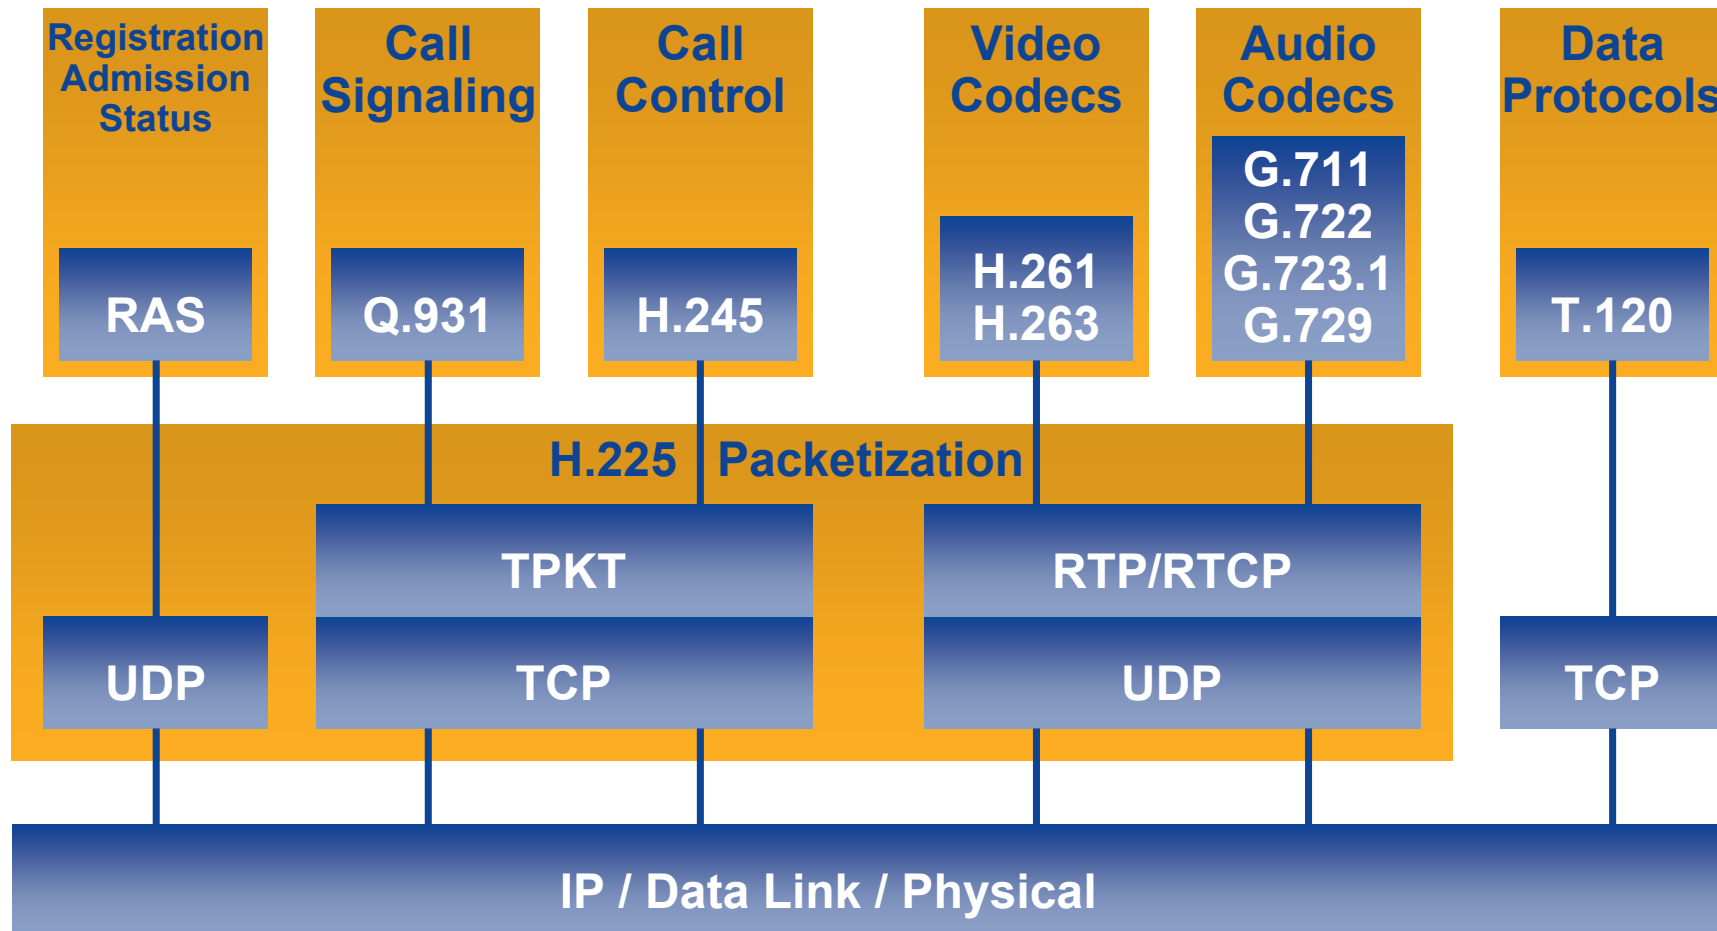 Registration
Admission
Status
Call
Signaling
Call
Control
Video
Codecs
Audio
Codecs
Data
Protocols
RAS
Q.931
H.245
H.261
H.263
G.711
G.722
G.723.1
G.729
T.120
H.225 Packetization
TPKT
RTP/RTCP
UDP
TCP
UDP
TCP
IP / Data Link / Physical